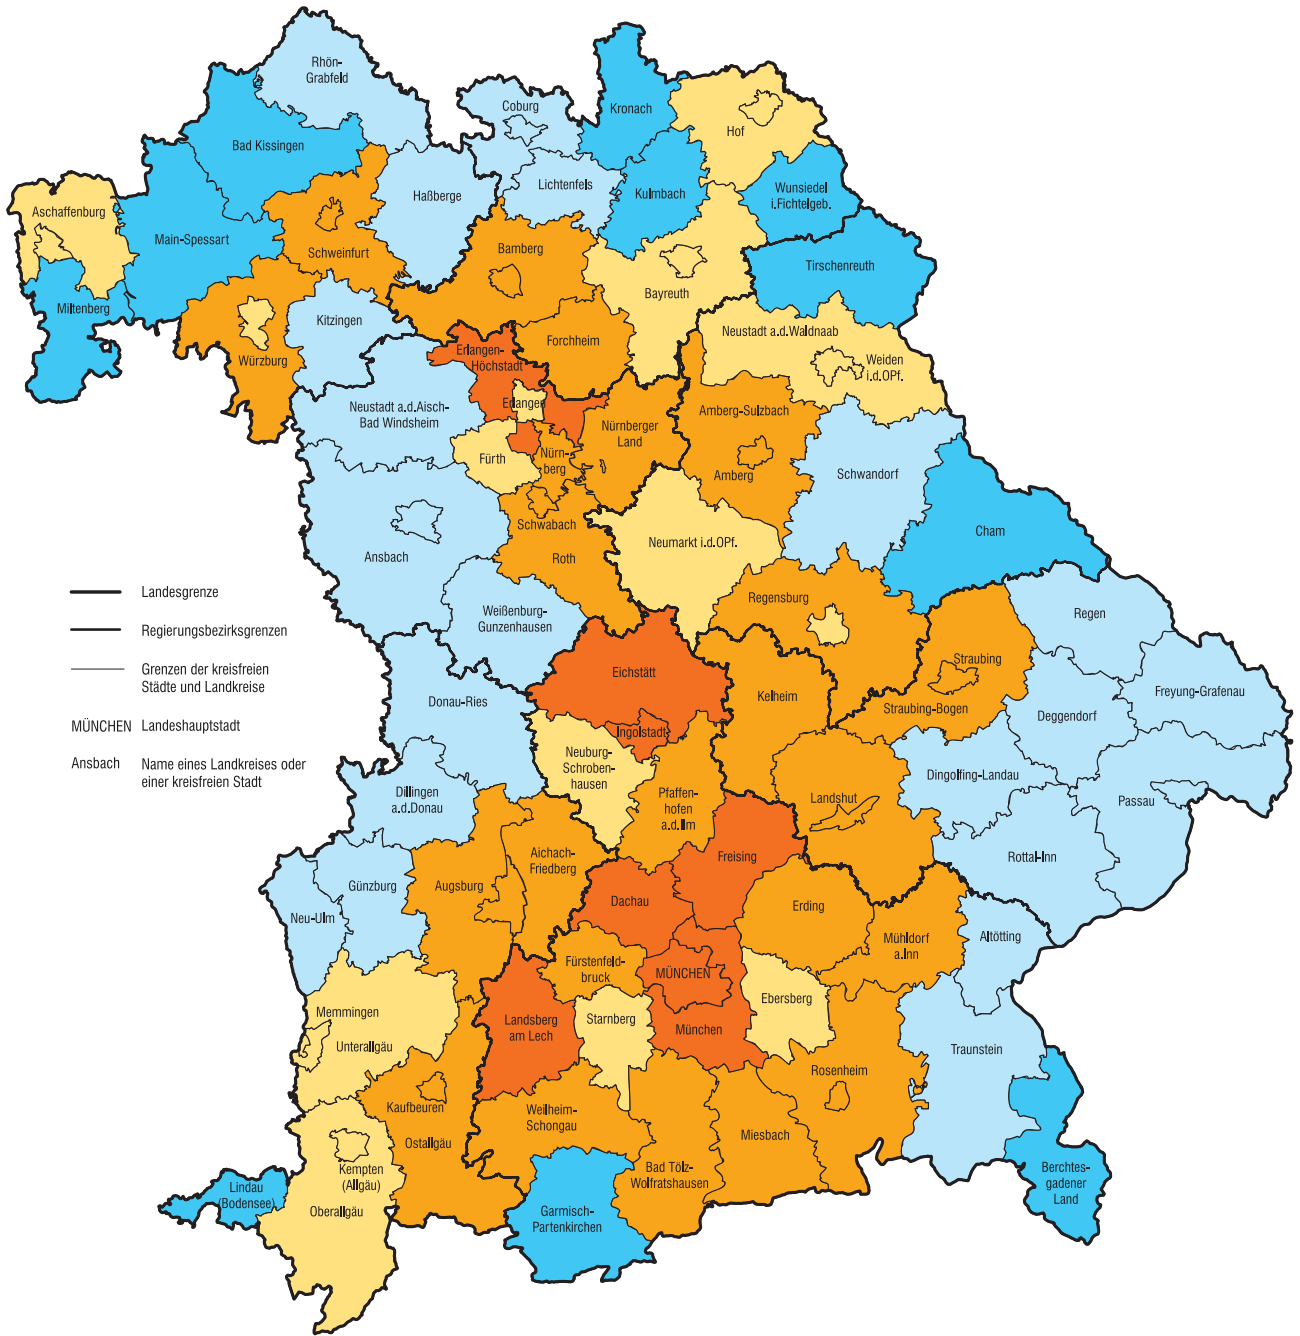 Rhön-
Grabfeld
Coburg
Kronach
Hof
Bad Kissingen
Haßberge
Lichtenfels
Kulmbach
Wunsiedel
i.Fichtelgeb.
Aschaffenburg
Main-Spessart
Schweinfurt
Bamberg
Tirschenreuth
Miltenberg
Bayreuth
Kitzingen
Neustadt a.d.Waldnaab
Würzburg
Erlangen-
Höchstadt
Forchheim
Weiden
i.d.OPf.
Erlangen
Neustadt a.d.Aisch-
Bad Windsheim
Nürnberger
Land
Amberg-Sulzbach
Fürth
Nürn-
berg
Amberg
Schwandorf
Schwabach
Cham
Neumarkt i.d.OPf.
Ansbach
Roth
Landesgrenze
Regierungsbezirksgrenzen
Grenzen der kreisfreien
Städte und Landkreise
MÜNCHEN Landeshauptstadt
Ansbach Name eines Landkreises oder
einer kreisfreien Stadt
Weißenburg-
Gunzenhausen
Regensburg
Regen
Straubing
Eichstätt
Kelheim
Freyung-Grafenau
Donau-Ries
Straubing-Bogen
Deggendorf
Ingolstadt
Neuburg-
Schroben-
hausen
Dingolfing-Landau
Dillingen
a.d.Donau
Pfaffen-
hofen
a.d.Ilm
Landshut
Passau
Aichach-
Friedberg
Freising
Rottal-Inn
Günzburg
Augsburg
Dachau
Erding
Neu-Ulm
Mühldorf
a.Inn
Altötting
Fürstenfeld-
bruck
MÜNCHEN
Ebersberg
Memmingen
Landsberg
am Lech
Starnberg
München
Unterallgäu
Traunstein
Rosenheim
Kaufbeuren
Weilheim-
Schongau
Miesbach
Ostallgäu
Kempten
(Allgäu)
Bad Tölz-
Wolfratshausen
Berchtes-
gadener
Land
Lindau
(Bodensee)
Oberallgäu
Garmisch-
Partenkirchen